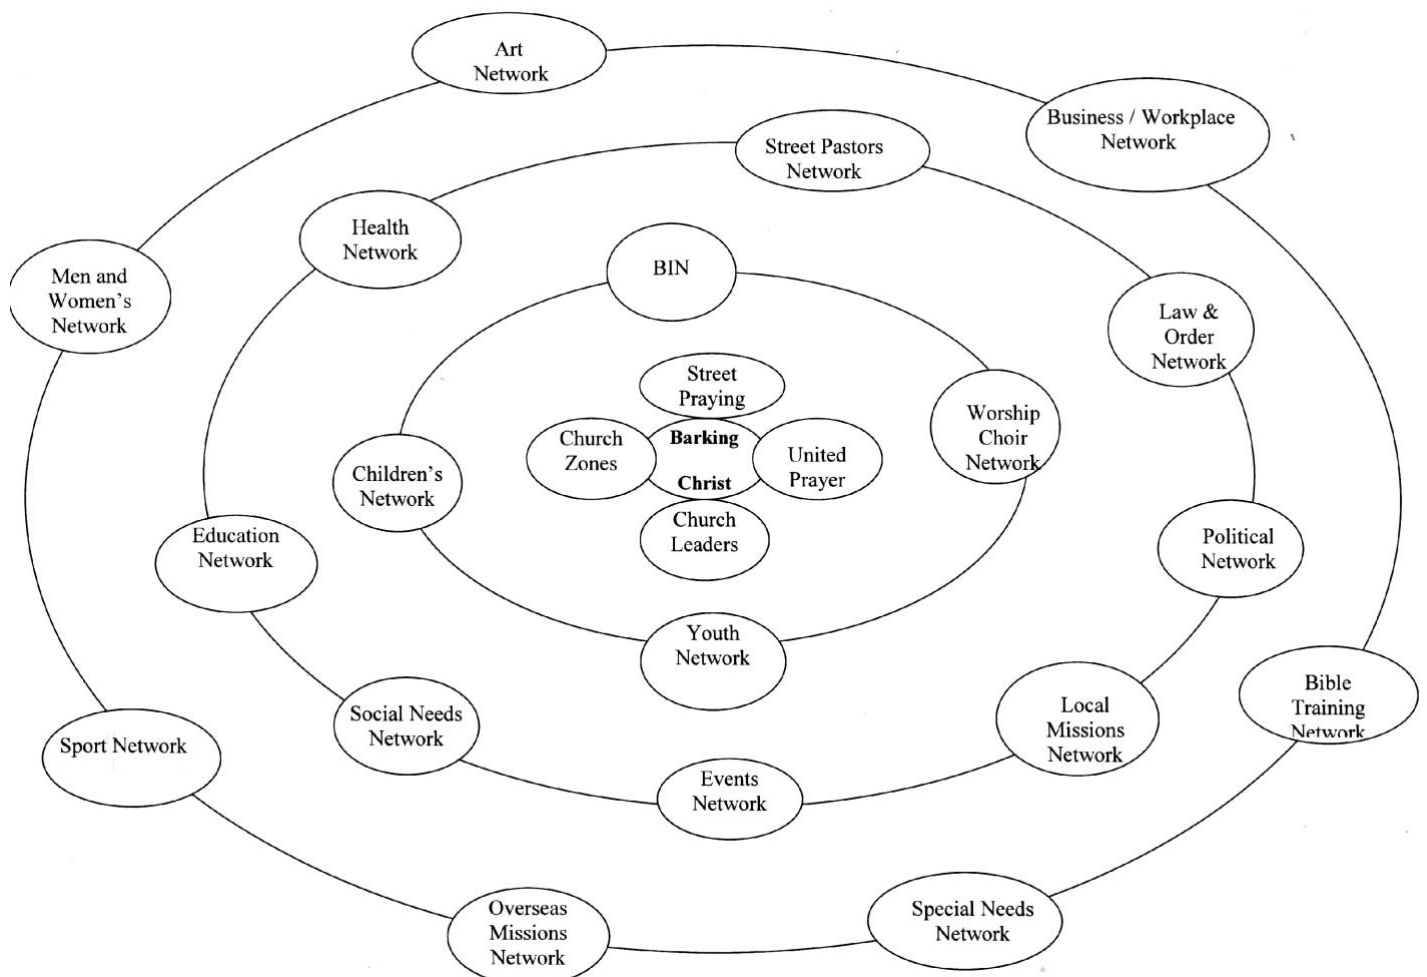 Art
Network
Business / Workplace
Network
Street Pastors
Network
Health
Network
Men and
Women’s
Network
BIN
Law &
Order
Network
Street
Praying
Worship
Choir
Network
Church
Zones
Barking
Christ
United
Prayer
Children’s
Network
Church
Leaders
Education
Network
Political
Network
Youth
Network
Social Needs
Network
Local
Missions
Network
Bible
Training
Network
Sport Network
Events
Network
Overseas
Missions
Network
Special Needs
Network